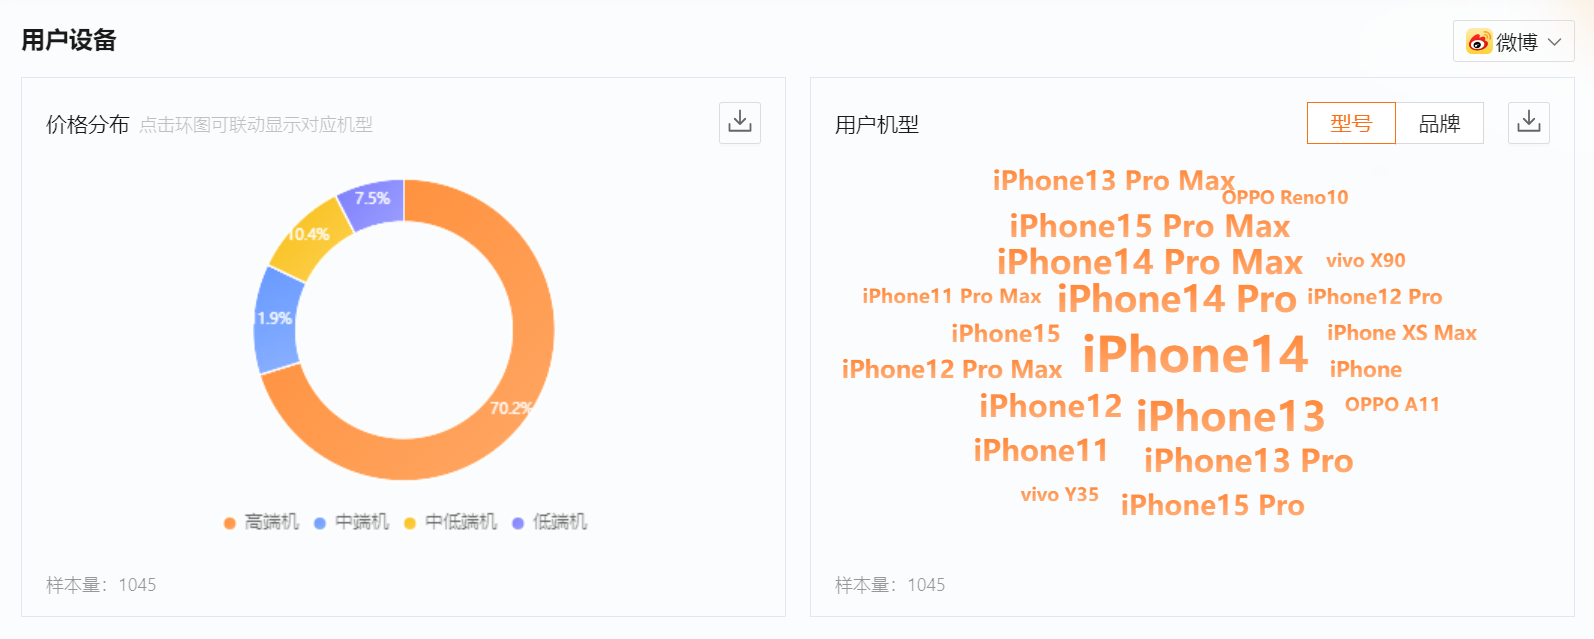 用户设备
微博
价格分布 点击环图可联动显示对应机型
7.5%
10.4%
1.9%
70.2%
高端机 中端机 中低端机 低端机
样本量：1045
用户机型
型号 品牌
iPhone13 Pro Max
OPPO Reno10
iPhone15 Pro Max
iPhone14 Pro Max vivo X90
iPhone11 Pro Max iPhone14 Pro iPhone12 Pro
iPhone15 iPhone14 iPhone XS Max
iPhone12 Pro Max iPhone
iPhone12 iPhone13 OPPO A11
iPhone11 iPhone13 Pro
vivo Y35 iPhone15 Pro
样本量：1045